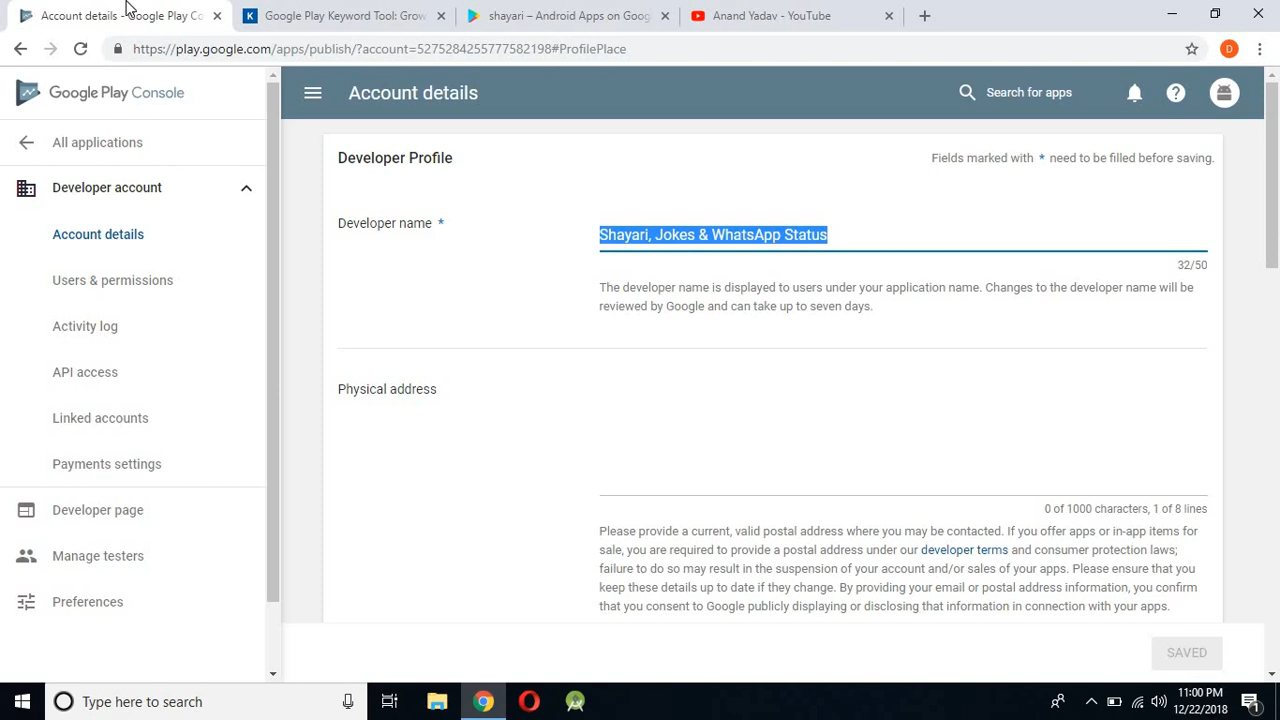 Account details - Google Play Co
Google Play Keyword Tool: Grow
shayari – Android Apps on Goog
Anand Yadav - YouTube
https://play.google.com/apps/publish/?account=5275284255777582198#ProfilePlace
D
Google Play Console
Account details
Search for apps
All applications
Developer account
Account details
Users & permissions
Activity log
API access
Linked accounts
Payments settings
Developer page
Manage testers
Preferences
Developer Profile
Fields marked with * need to be filled before saving.
Developer name *
Shayari, Jokes & WhatsApp Status
32/50
The developer name is displayed to users under your application name. Changes to the developer name will be
reviewed by Google and can take up to seven days.
Physical address
0 of 1000 characters, 1 of 8 lines
Please provide a current, valid postal address where you may be contacted. If you offer apps or in-app items for
sale, you are required to provide a postal address under our developer terms and consumer protection laws;
failure to do so may result in the suspension of your account and/or sales of your apps. Please ensure that you
keep these details up to date if they change. By providing your email or postal address information, you confirm
that you consent to Google publicly displaying or disclosing that information in connection with your apps.
SAVED
Type here to search
11:00 PM
12/22/2018
1